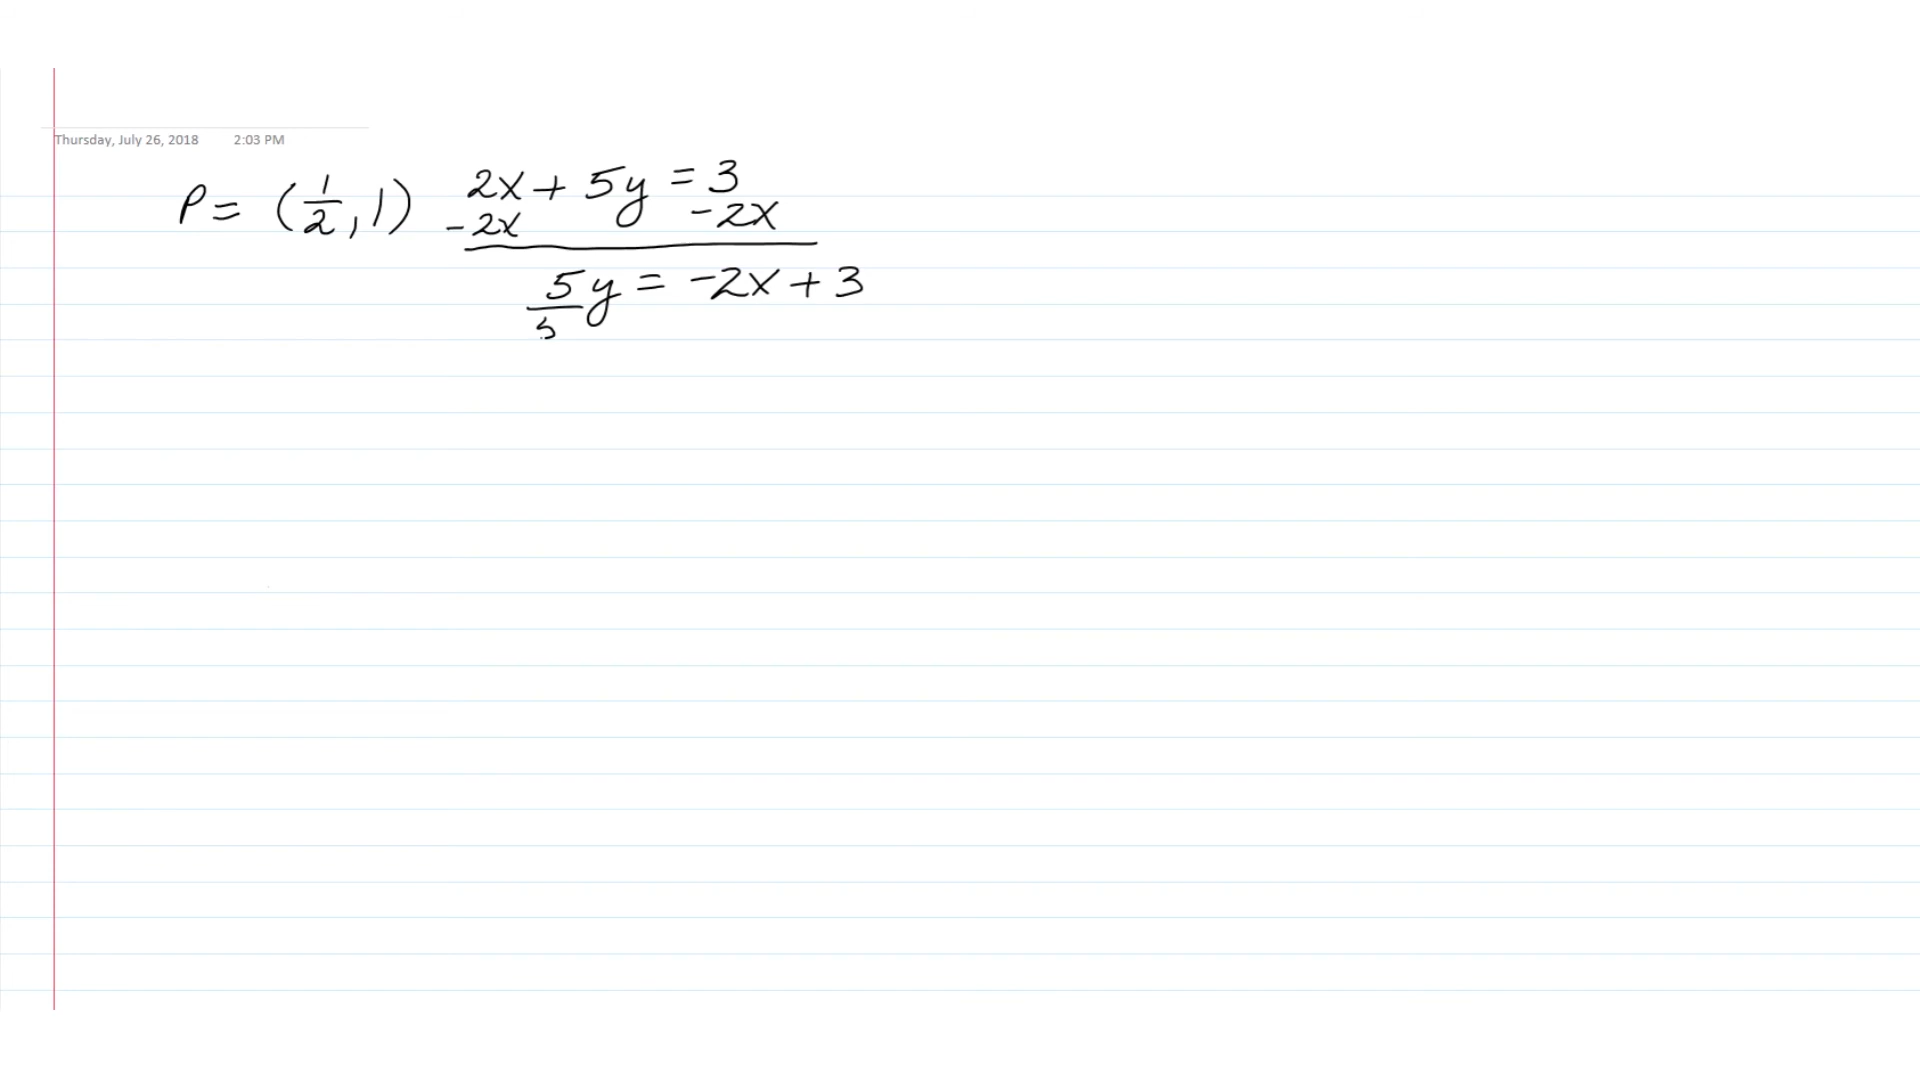 Thursday, July 26, 2018 2:03 PM
P = (1/2, 1) 2x + 5y = 3
-2x -2x
5y = -2x + 3
5